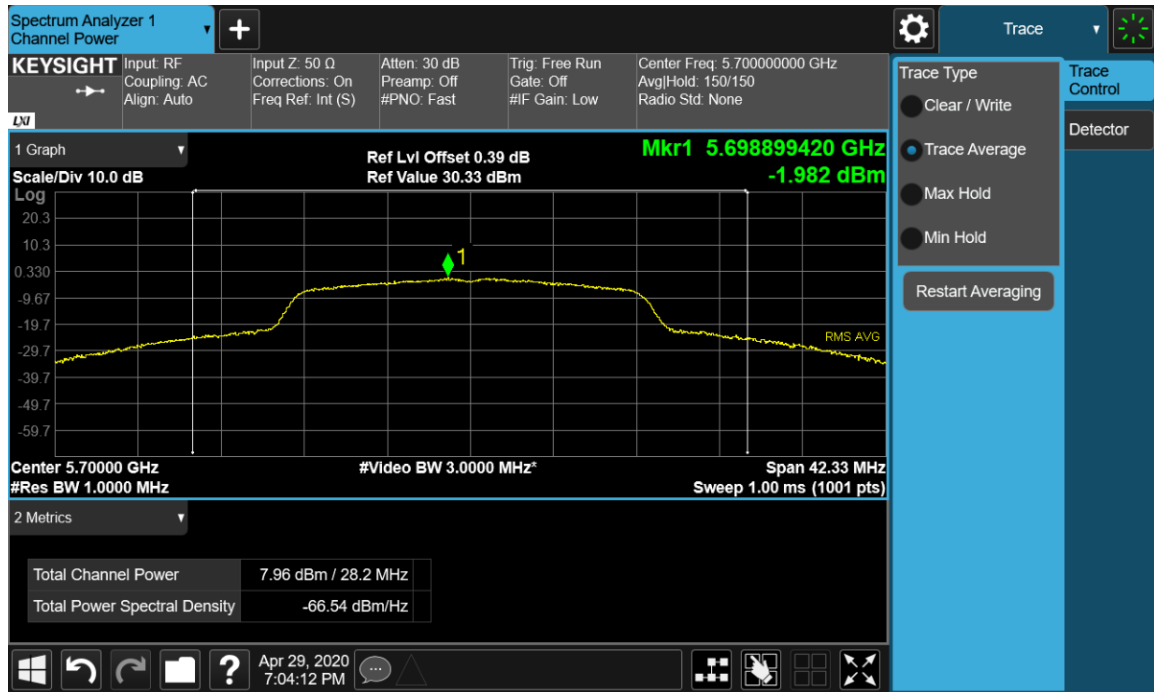 Spectrum Analyzer 1
Channel Power
Trace
KEYSIGHT
LXI
Input: RF
Coupling: AC
Align: Auto
Input Z: 50 Ω
Corrections: On
Freq Ref: Int (S)
Atten: 30 dB
Preamp: Off
#PNO: Fast
Trig: Free Run
Gate: Off
#IF Gain: Low
Center Freq: 5.700000000 GHz
Avg|Hold: 150/150
Radio Std: None
Trace Type
Clear / Write
Trace Average
Max Hold
Min Hold
Restart Averaging
Trace
Control
Detector
1 Graph
Scale/Div 10.0 dB
Ref Lvl Offset 0.39 dB
Ref Value 30.33 dBm
Mkr1 5.698899420 GHz
-1.982 dBm
Log
20.3
10.3
0.330
-9.67
-19.7
-29.7
-39.7
-49.7
-59.7
1
RMS AVG
Center 5.70000 GHz
#Video BW 3.0000 MHz*
Span 42.33 MHz
#Res BW 1.0000 MHz
Sweep 1.00 ms (1001 pts)
2 Metrics
Total Channel Power 7.96 dBm / 28.2 MHz
Total Power Spectral Density -66.54 dBm/Hz
?
Apr 29, 2020
7:04:12 PM